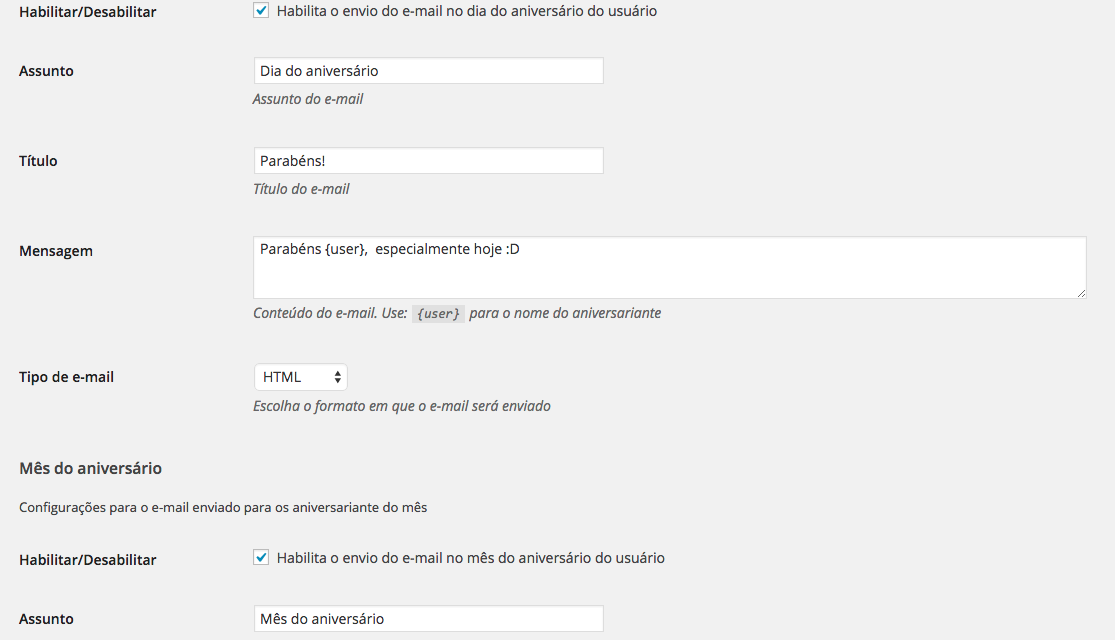 Habilitar/Desabilitar Habilita o envio do e-mail no dia do aniversário do usuário
Assunto Dia do aniversário
Assunto do e-mail
Título Parabéns!
Título do e-mail
Mensagem Parabéns {user},  especialmente hoje :D
Conteúdo do e-mail. Use: {user} para o nome do aniversariante
Tipo de e-mail HTML
Escolha o formato em que o e-mail será enviado
Mês do aniversário
Configurações para o e-mail enviado para os aniversariante do mês
Habilitar/Desabilitar Habilita o envio do e-mail no mês do aniversário do usuário
Assunto Mês do aniversário